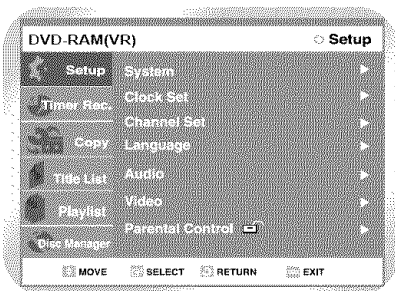 DVD-RAM(VR) Setup
Setup System
Timer Rec. Clock Set
Channel Set
Copy Language
Title List Audio
Playlist Video
Parental Control
Disc Manager
MOVE SELECT RETURN EXIT